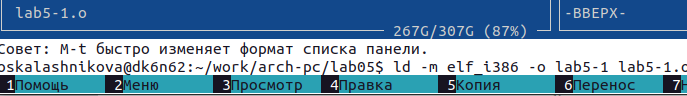 lab5-1.o -ВВЕРХ-
267G/307G (87%)
Совет: M-t быстро изменяет формат списка панели.
oskalashnikova@dk6n62:~/work/arch-pc/lab05$ ld -m elf_i386 -o lab5-1 lab5-1.o
1Помощь 2Меню 3Просмотр 4Правка 5Копия 6Перенос 7